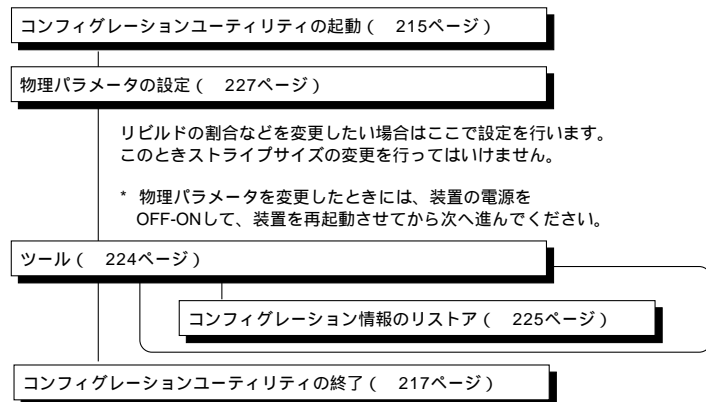 コンフィグレーションユーティリティの起動(　215ページ)
物理パラメータの設定(　227ページ)
リビルドの割合などを変更したい場合はここで設定を行います。
このときストライプサイズの変更を行ってはいけません。
* 物理パラメータを変更したときには、装置の電源を
OFF-ONして、装置を再起動させてから次へ進んでください。
ツール(　224ページ)
コンフィグレーション情報のリストア(　225ページ)
コンフィグレーションユーティリティの終了(　217ページ)